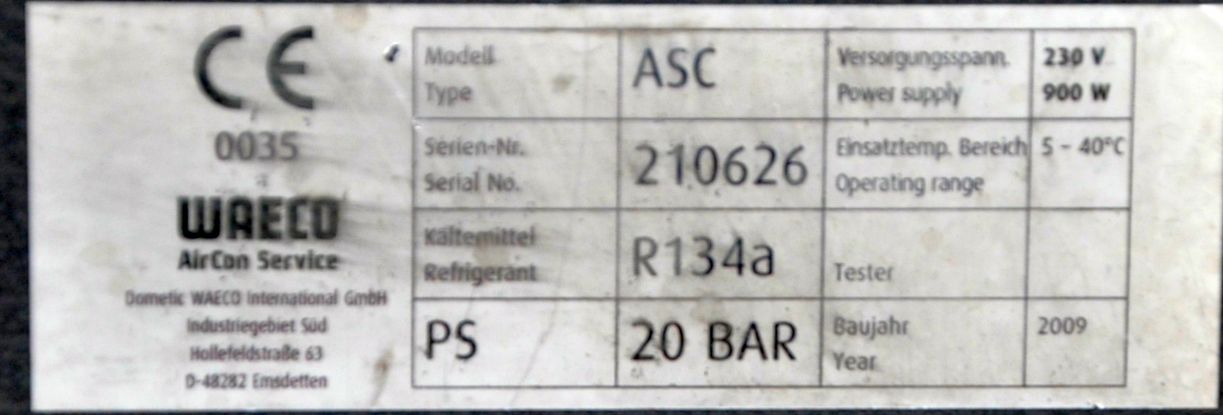 CE
0035
WAECO
AirCon Service
Dometic WAECO International GmbH
Industriegebiet Süd
Hollefeldstraße 63
D-48282 Emsdetten
Modell
Type
ASC
Versorgungsspann.
Power supply
230 V
900 W
Serien-Nr.
Serial No.
210626
Einsatztemp. Bereich
Operating range
5 - 40°C
Kältemittel
Refrigerant
R134a
Tester
PS
20 BAR
Baujahr
Year
2009